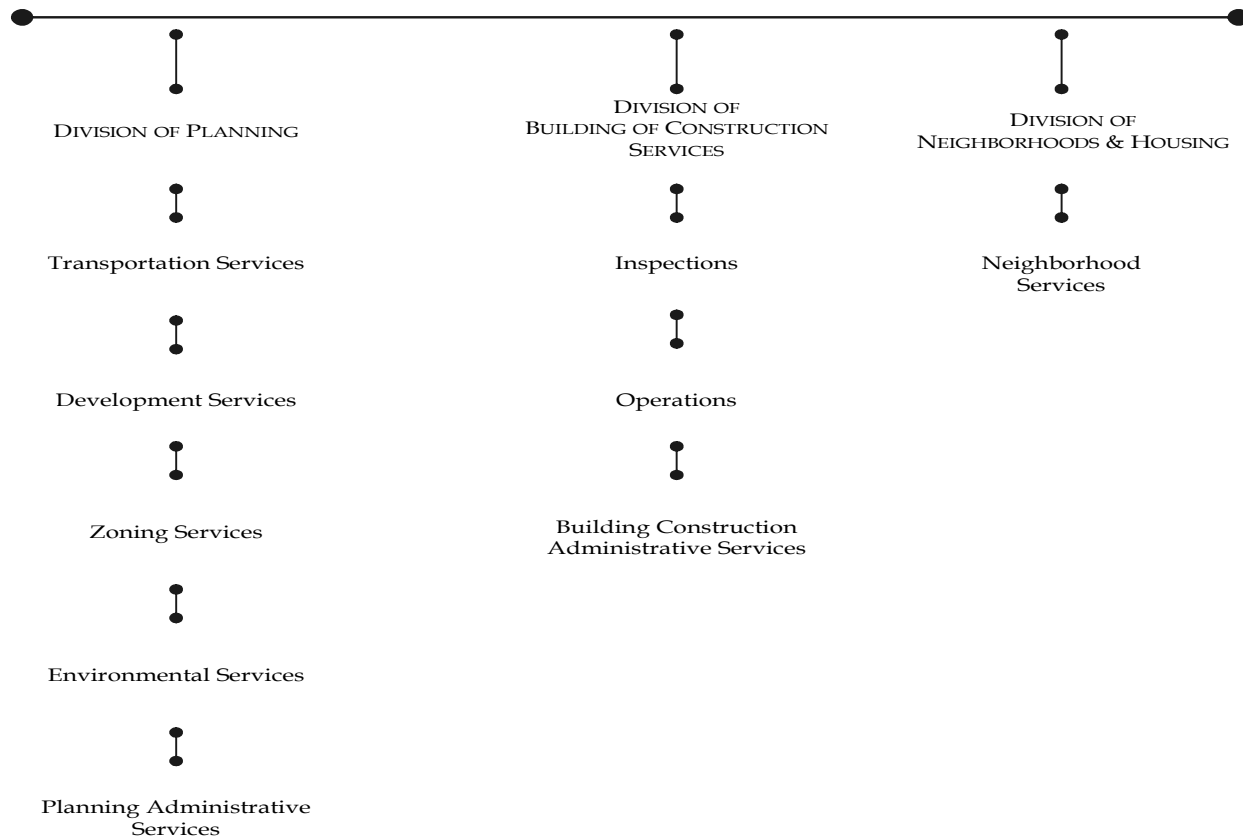 DIVISION OF PLANNING
Transportation Services
Development Services
Zoning Services
Environmental Services
Planning Administrative
Services
DIVISION OF
BUILDING OF CONSTRUCTION
SERVICES
Inspections
Operations
Building Construction
Administrative Services
DIVISION OF
NEIGHBORHOODS & HOUSING
Neighborhood
Services